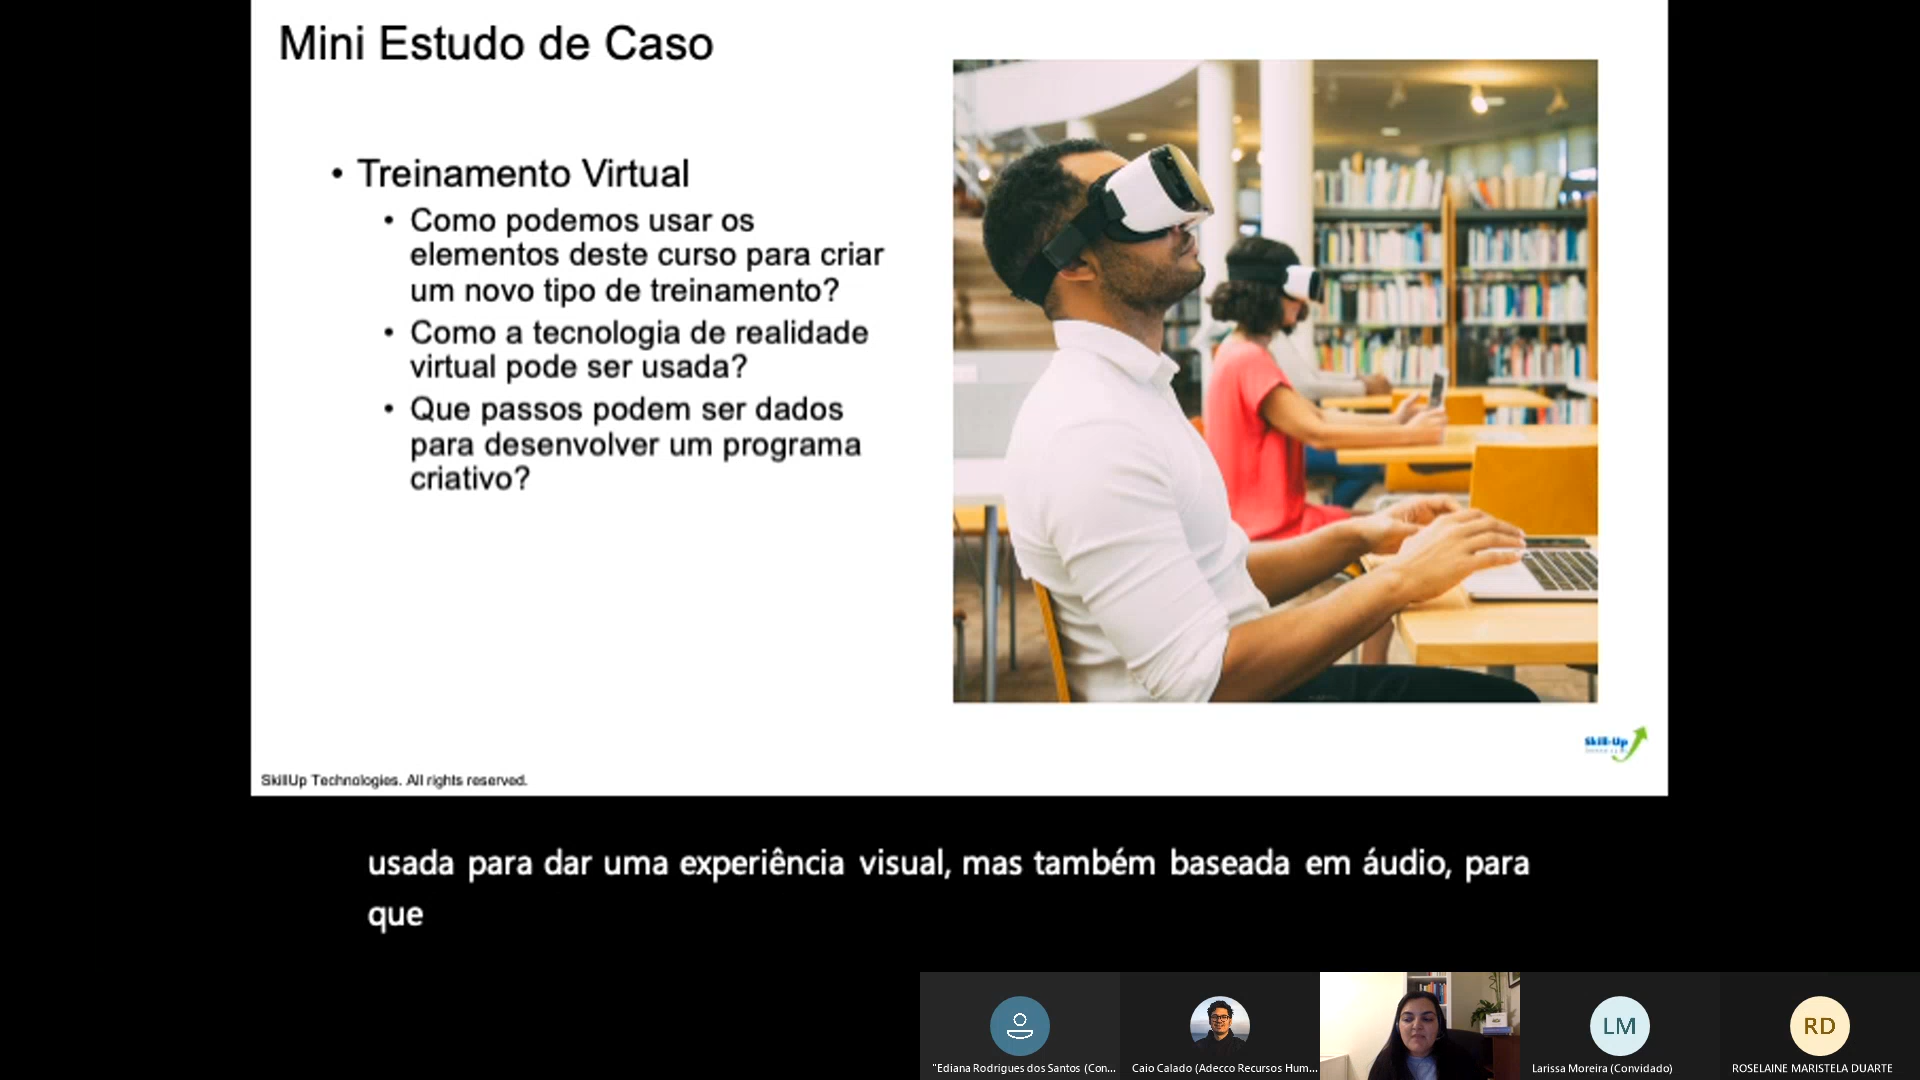 Mini Estudo de Caso
• Treinamento Virtual
• Como podemos usar os
elementos deste curso para criar
um novo tipo de treinamento?
• Como a tecnologia de realidade
virtual pode ser usada?
• Que passos podem ser dados
para desenvolver um programa
criativo?
Skill-Up
SkillUp Technologies. All rights reserved.
usada para dar uma experiência visual, mas também baseada em áudio, para
que
LM
RD
"Ediana Rodrigues dos Santos (Con...
Caio Calado (Adecco Recursos Hum...
Larissa Moreira (Convidado)
ROSELAINE MARISTELA DUARTE